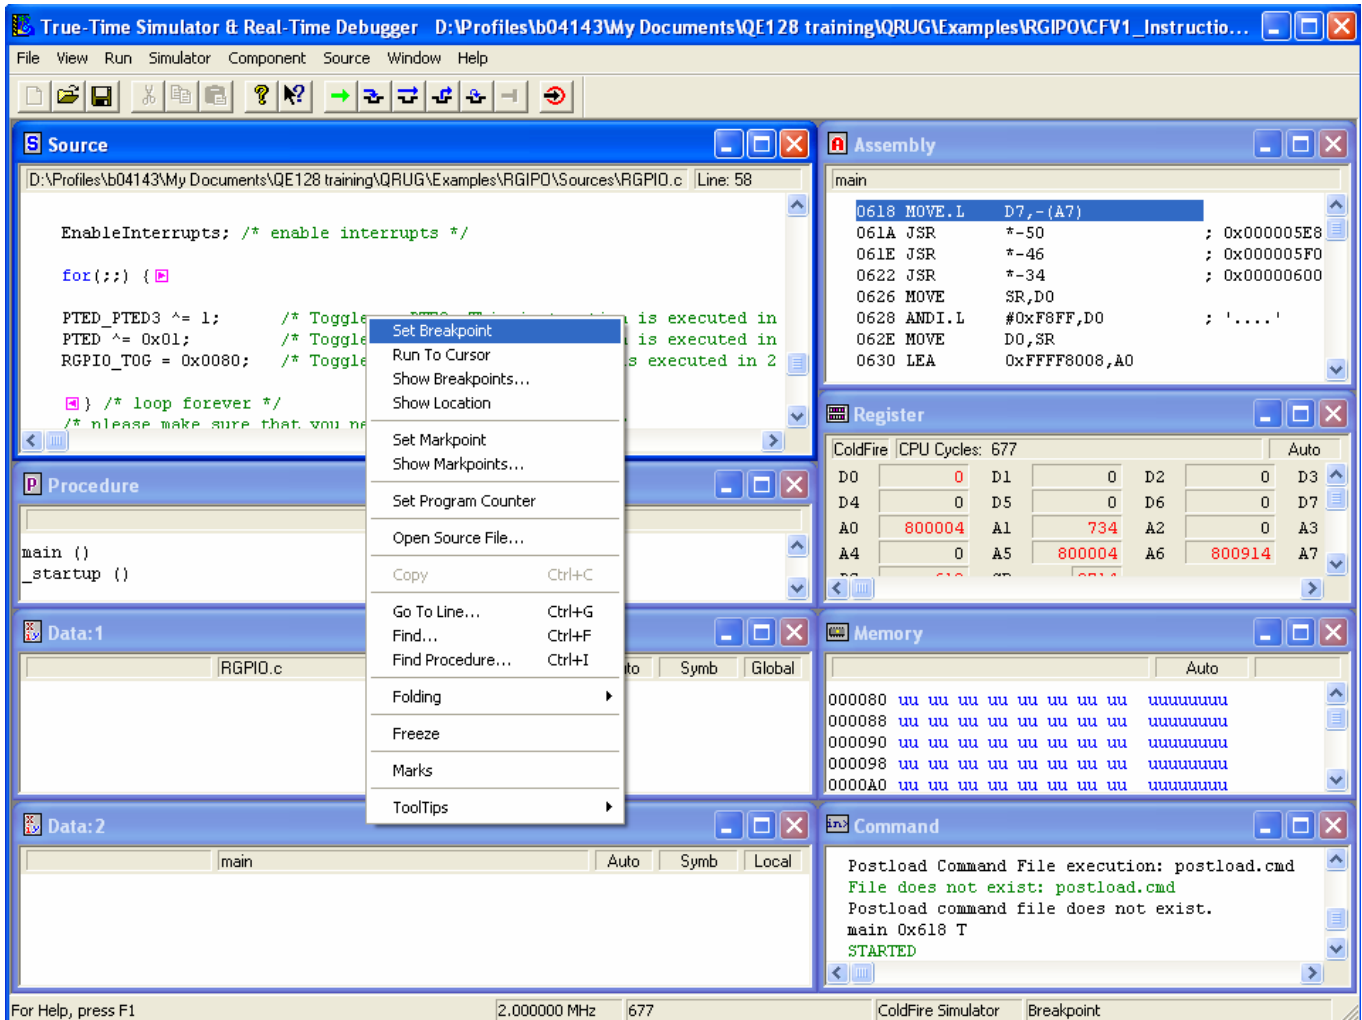 True-Time Simulator & Real-Time Debugger D:\Profiles\b04143\My Documents\QE128 training\QRUG\Examples\RGIPO\CFV1_Instructio...
File View Run Simulator Component Source Window Help
Source
D:\Profiles\b04143\My Documents\QE128 training\QRUG\Examples\RGIPO\Sources\RGPIO.c Line: 58
EnableInterrupts; /* enable interrupts */
for(;;) {
PTED_PTED3 ^= 1; /* Toggle is executed in
PTED ^= 0x01; /* Toggle is executed in
RGPIO_TOG = 0x0080; /* Toggle s executed in 2
} /* loop forever */
/* please make sure that you ne
Set Breakpoint
Run To Cursor
Show Breakpoints...
Show Location
Set Markpoint
Show Markpoints...
Set Program Counter
Open Source File...
Copy Ctrl+C
Go To Line... Ctrl+G
Find... Ctrl+F
Find Procedure... Ctrl+I
Folding
Freeze
Marks
ToolTips
Procedure
main ()
_startup ()
Data:1
RGPIO.c Symb Global
Data:2
main Auto Symb Local
Assembly
main
0618 MOVE.L D7,-(A7)
061A JSR *-50 ; 0x000005E8
061E JSR *-46 ; 0x000005F0
0622 JSR *-34 ; 0x00000600
0626 MOVE SR,D0
0628 ANDI.L #0xF8FF,D0 ; '....'
062E MOVE D0,SR
0630 LEA 0xFFFF8008,A0
Register
ColdFire CPU Cycles: 677 Auto
D0 0 D1 0 D2 0 D3
D4 0 D5 0 D6 0 D7
A0 800004 A1 734 A2 0 A3
A4 0 A5 800004 A6 800914 A7
Memory
Auto
000080 uu uu uu uu uu uu uu uu uuuuuuuu
000088 uu uu uu uu uu uu uu uu uuuuuuuu
000090 uu uu uu uu uu uu uu uu uuuuuuuu
000098 uu uu uu uu uu uu uu uu uuuuuuuu
0000A0 uu uu uu uu uu uu uu uu uuuuuuuu
Command
Postload Command File execution: postload.cmd
File does not exist: postload.cmd
Postload command file does not exist.
main 0x618 T
STARTED
For Help, press F1 2.000000 MHz 677 ColdFire Simulator Breakpoint